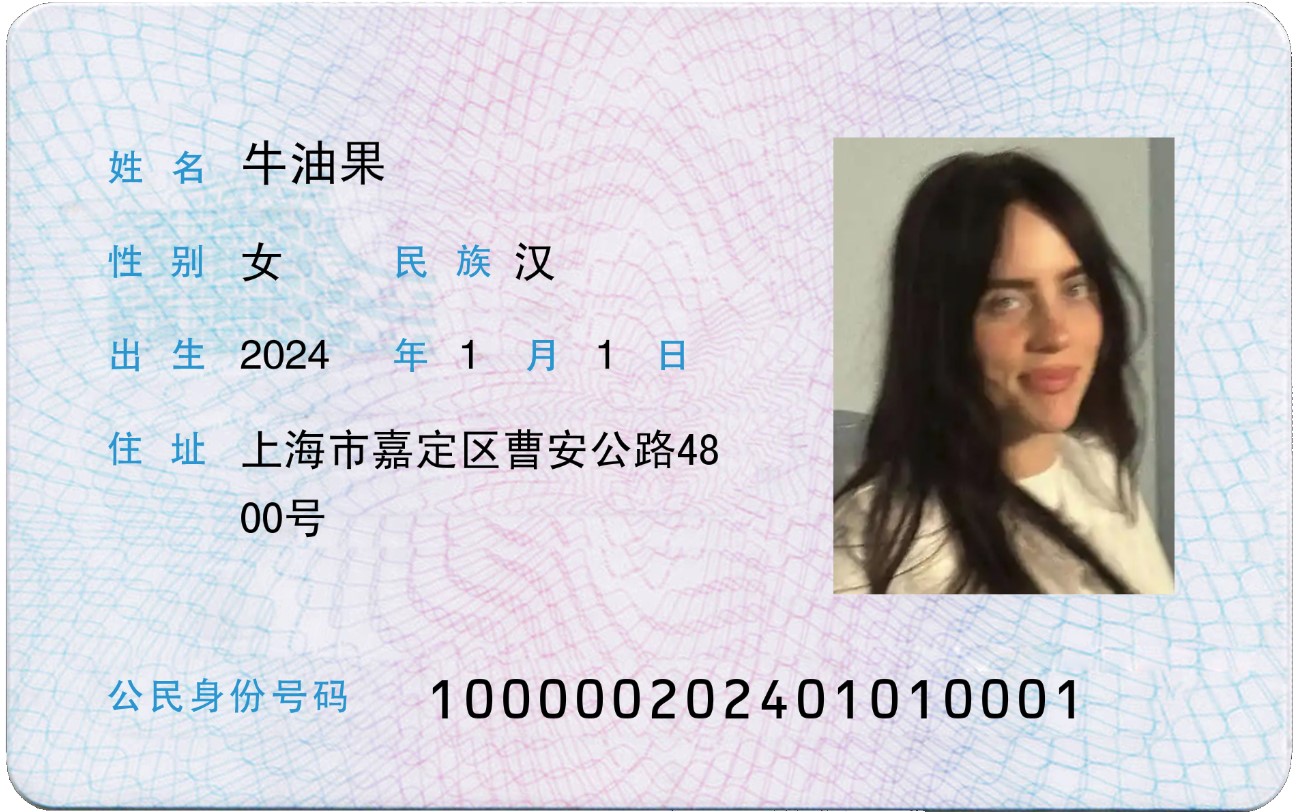 姓名 牛油果
性别 女 民族 汉
出生 2024 年 1 月 1 日
住址 上海市嘉定区曹安公路48
00号
公民身份号码 100000202401010001